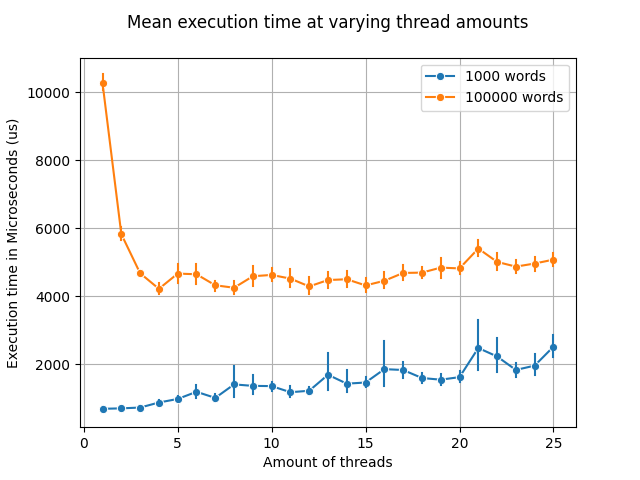 Mean execution time at varying thread amounts
1000 words
100000 words
Execution time in Microseconds (us)
10000
8000
6000
4000
2000
0 5 10 15 20 25
Amount of threads